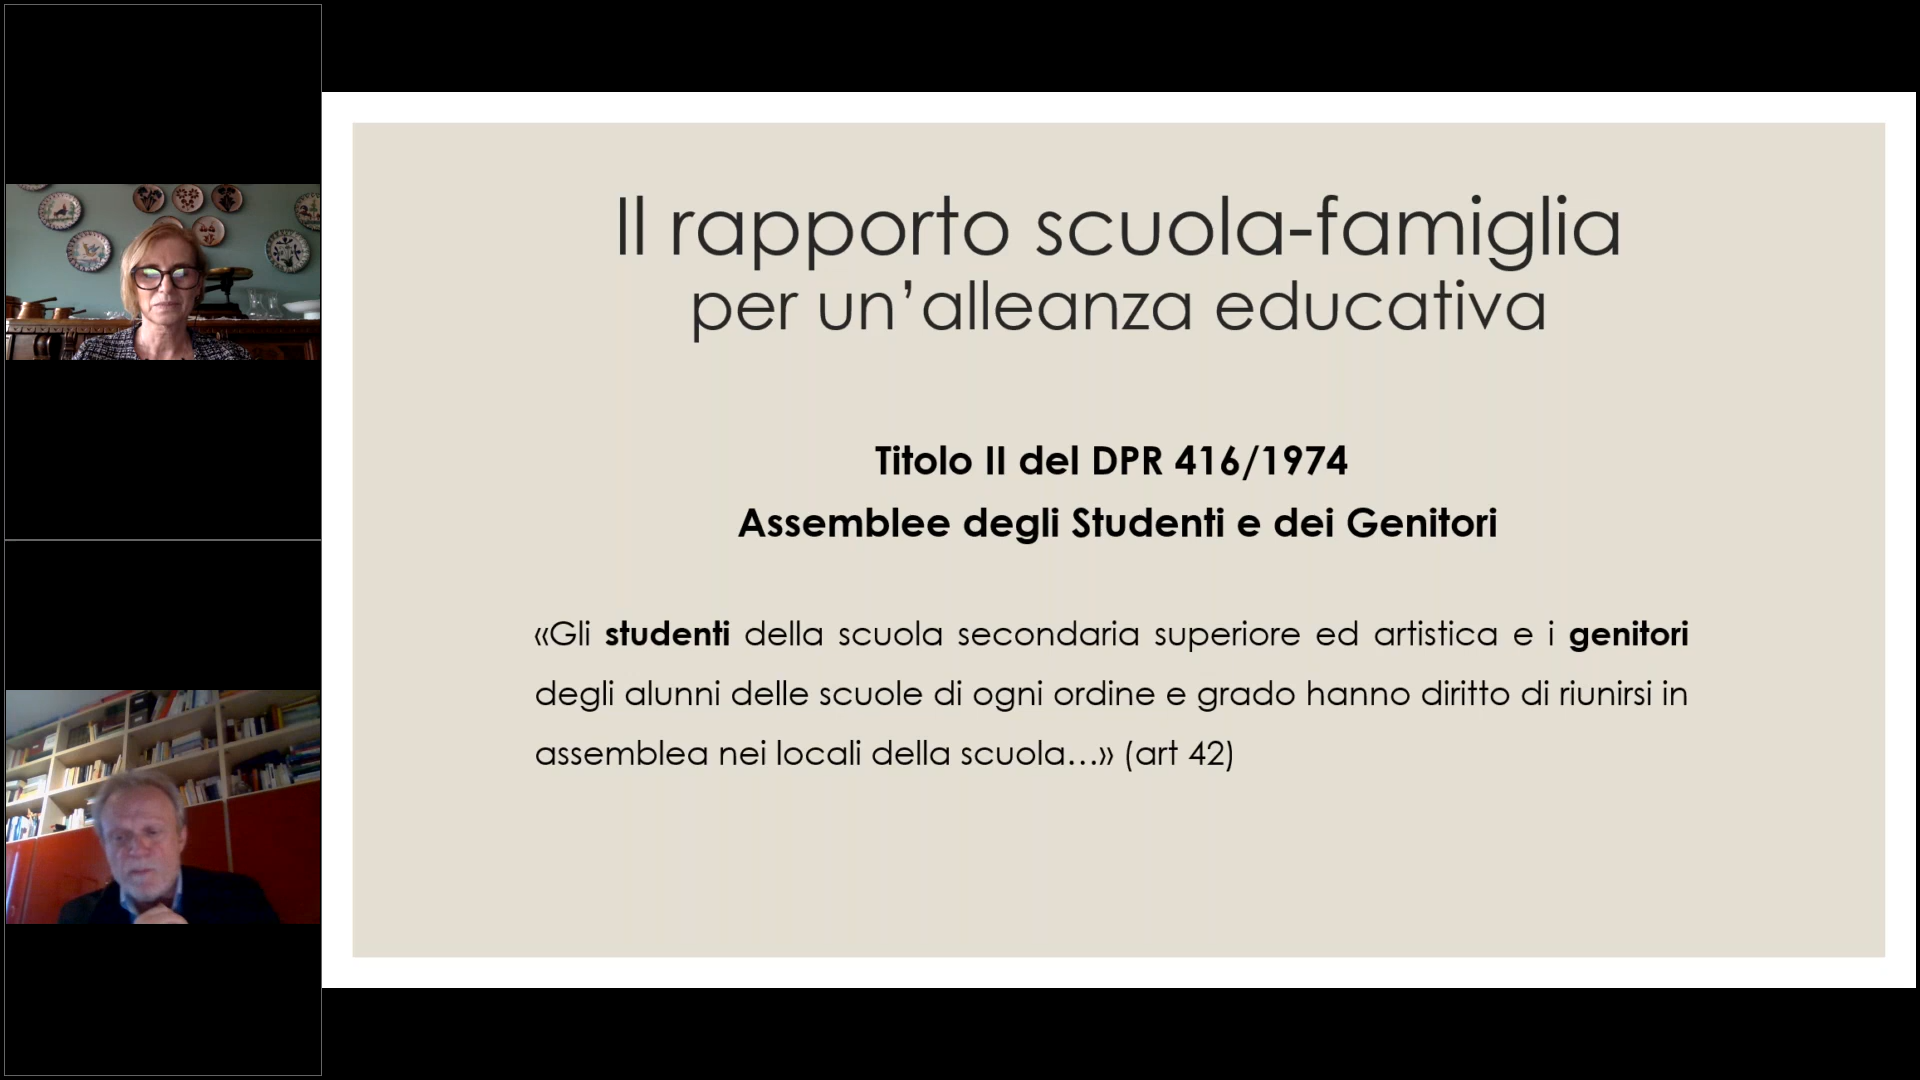 Il rapporto scuola-famiglia
per un’alleanza educativa
Titolo II del DPR 416/1974
Assemblee degli Studenti e dei Genitori
«Gli studenti della scuola secondaria superiore ed artistica e i genitori
degli alunni delle scuole di ogni ordine e grado hanno diritto di riunirsi in
assemblea nei locali della scuola…» (art 42)